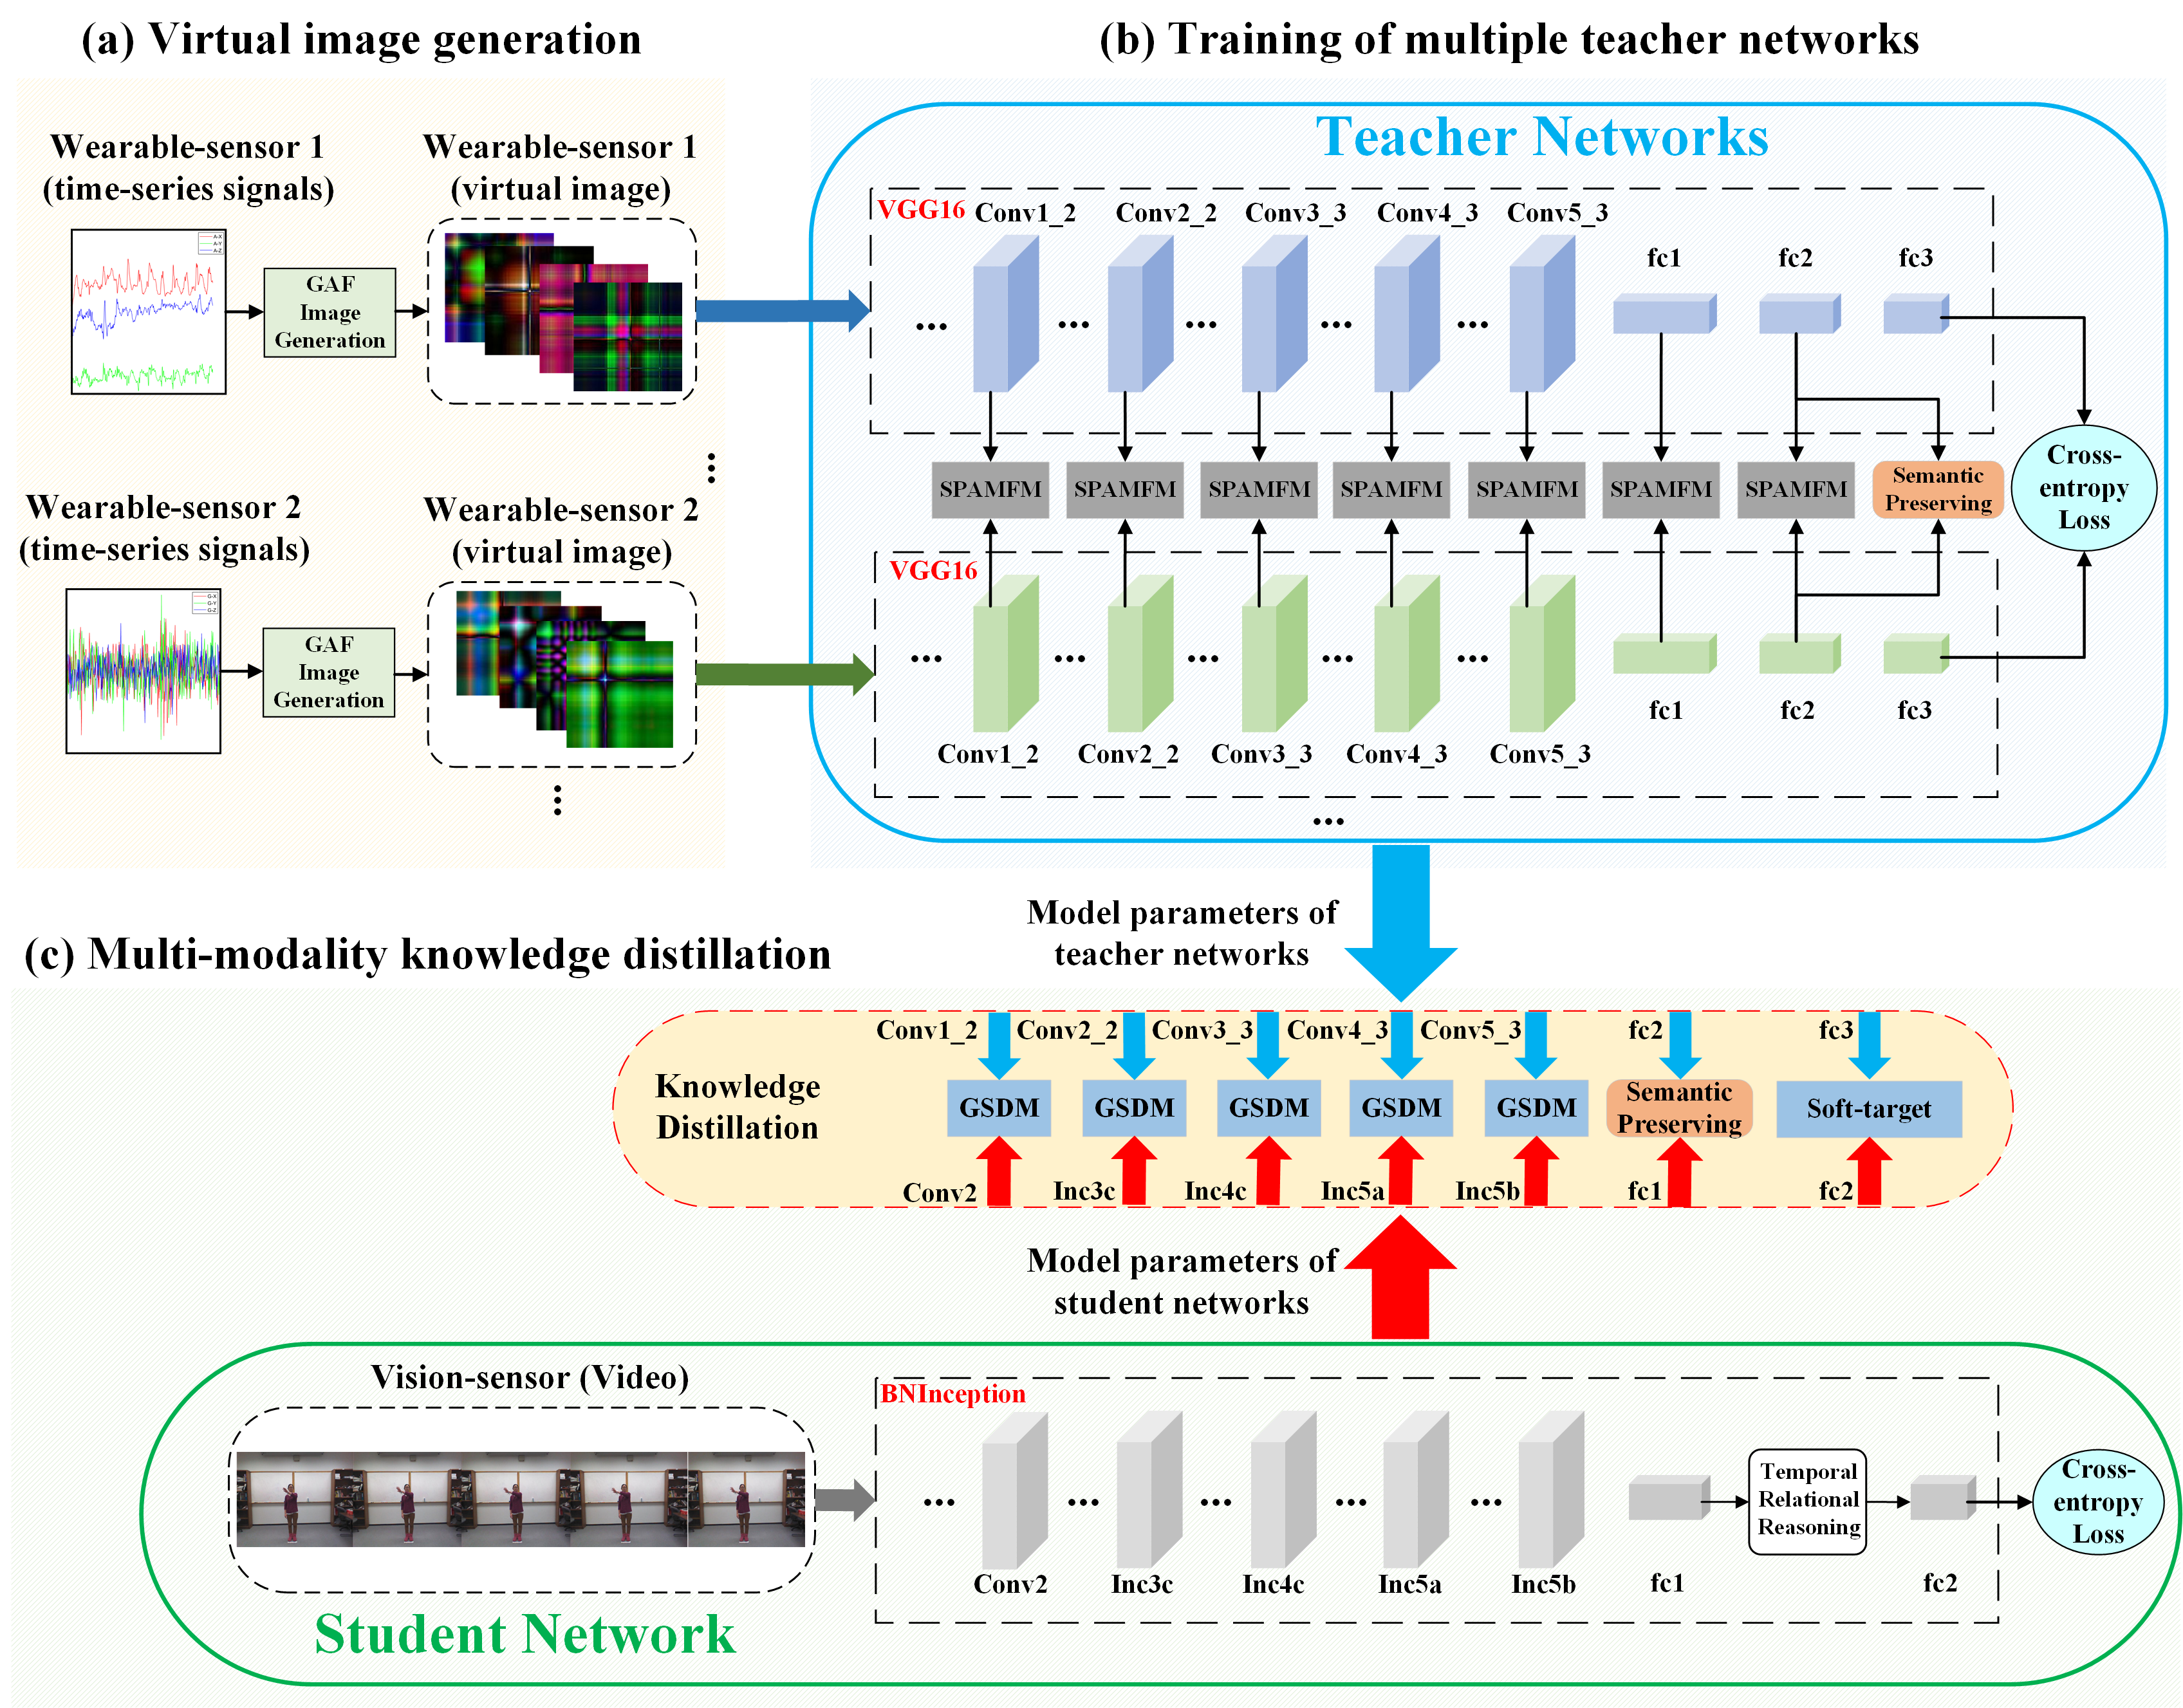 (a) Virtual image generation
Wearable-sensor 1
(time-series signals)
A-X
A-Y
A-Z
GAF
Image
Generation
Wearable-sensor 1
(virtual image)
Wearable-sensor 2
(time-series signals)
G-X
G-Y
G-Z
GAF
Image
Generation
Wearable-sensor 2
(virtual image)
(b) Training of multiple teacher networks
Teacher Networks
VGG16
Conv1_2 Conv2_2 Conv3_3 Conv4_3 Conv5_3
fc1 fc2 fc3
... ... ... ... ...
SPAMFM SPAMFM SPAMFM SPAMFM SPAMFM SPAMFM SPAMFM
Semantic
Preserving
Cross-
entropy
Loss
VGG16
... ... ... ... ...
fc1 fc2 fc3
Conv1_2 Conv2_2 Conv3_3 Conv4_3 Conv5_3
...
Model parameters of
teacher networks
(c) Multi-modality knowledge distillation
Knowledge
Distillation
Conv1_2 Conv2_2 Conv3_3 Conv4_3 Conv5_3 fc2 fc3
GSDM GSDM GSDM GSDM GSDM
Semantic
Preserving
Soft-target
Conv2 Inc3c Inc4c Inc5a Inc5b fc1 fc2
Model parameters of
student networks
Vision-sensor (Video)
Student Network
BNInception
... ... ... ... ...
Temporal
Relational
Reasoning
Conv2 Inc3c Inc4c Inc5a Inc5b fc1 fc2
Cross-
entropy
Loss